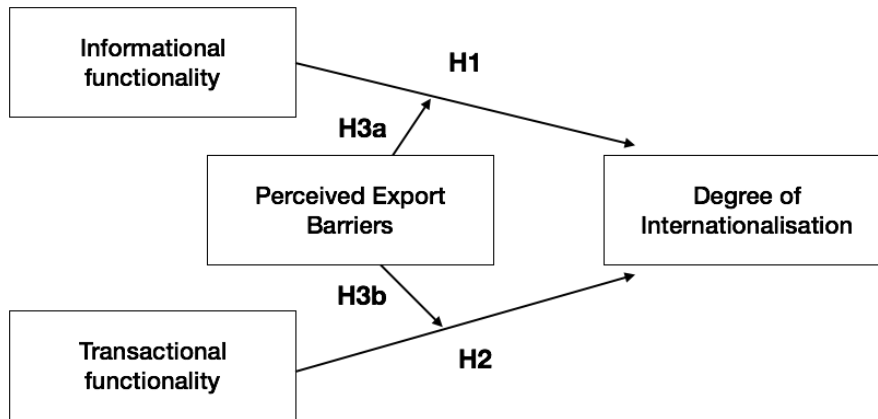 Informational
functionality
H1
H3a
Perceived Export
Barriers
Degree of
Internationalisation
H3b
Transactional
functionality
H2